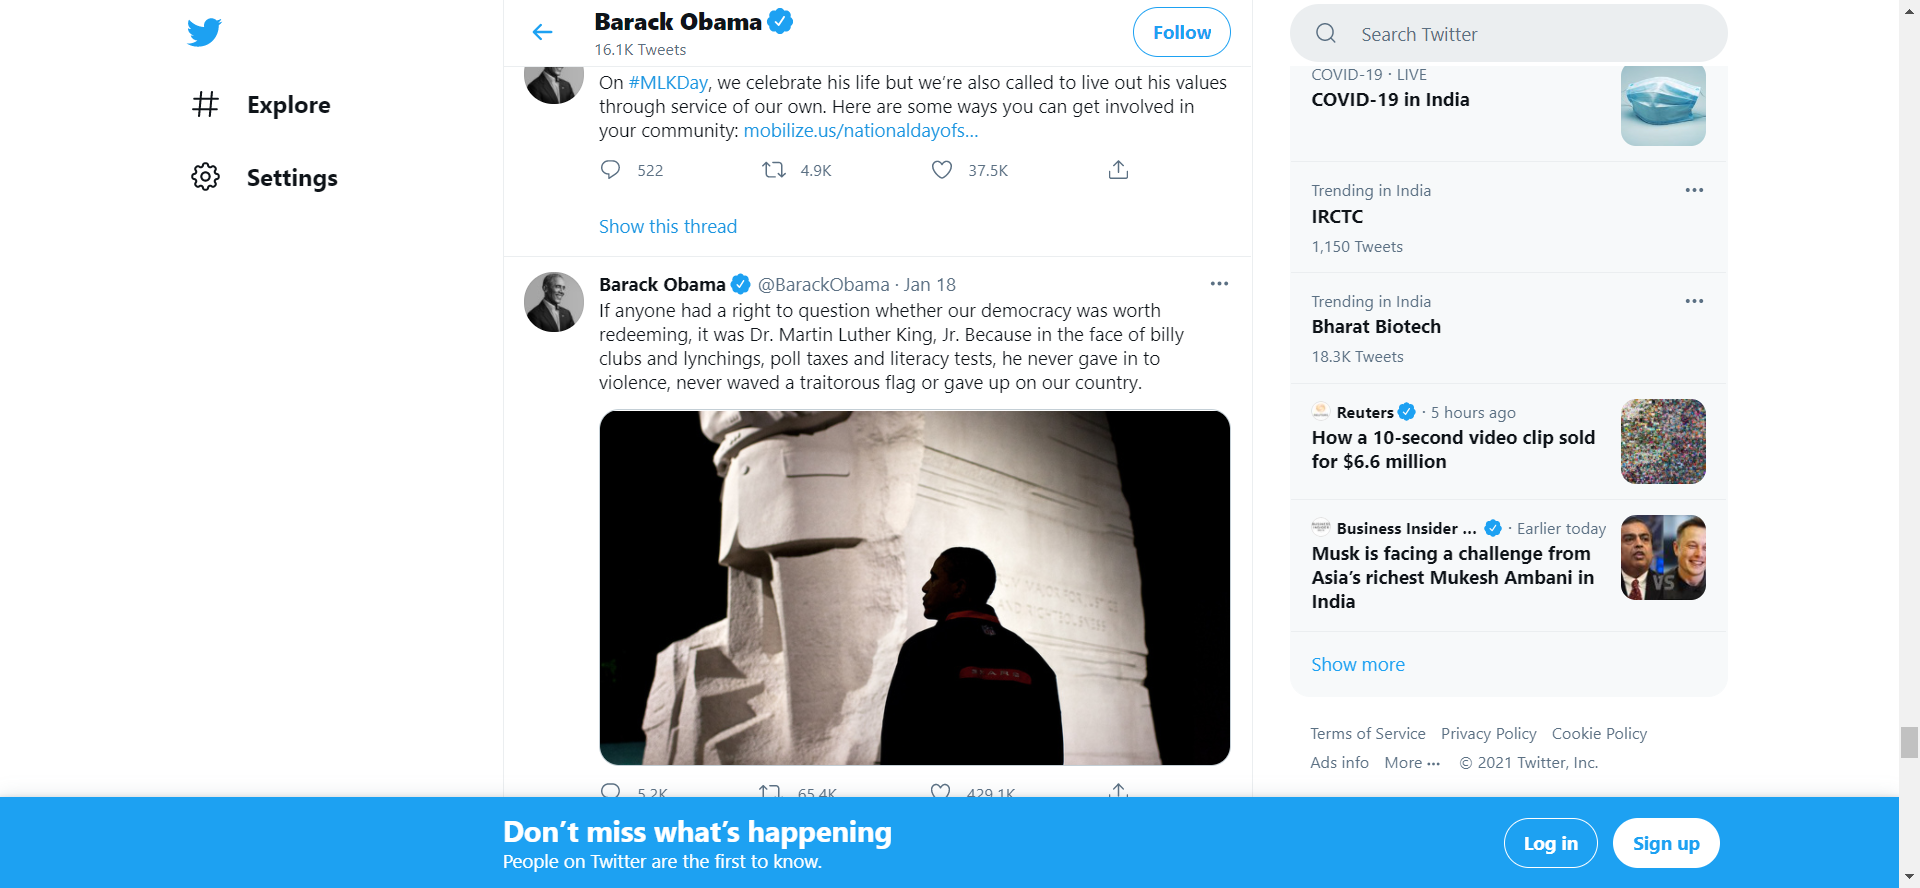 Explore
Settings
Barack Obama
16.1K Tweets
Follow
On #MLKDay, we celebrate his life but we're also called to live out his values
through service of our own. Here are some ways you can get involved in
your community: mobilize.us/nationaldayofs...
522 4.9K 37.5K
Show this thread
Barack Obama @BarackObama · Jan 18
If anyone had a right to question whether our democracy was worth
redeeming, it was Dr. Martin Luther King, Jr. Because in the face of billy
clubs and lynchings, poll taxes and literacy tests, he never gave in to
violence, never waved a traitorous flag or gave up on our country.
5.2K 65.4K 429.1K
Search Twitter
COVID-19 · LIVE
COVID-19 in India
Trending in India
IRCTC
1,150 Tweets
Trending in India
Bharat Biotech
18.3K Tweets
Reuters · 5 hours ago
How a 10-second video clip sold
for $6.6 million
Business Insider ... · Earlier today
Musk is facing a challenge from
Asia's richest Mukesh Ambani in
India
VS
Show more
Terms of Service Privacy Policy Cookie Policy
Ads info More ··· © 2021 Twitter, Inc.
Don't miss what's happening
People on Twitter are the first to know.
Log in
Sign up